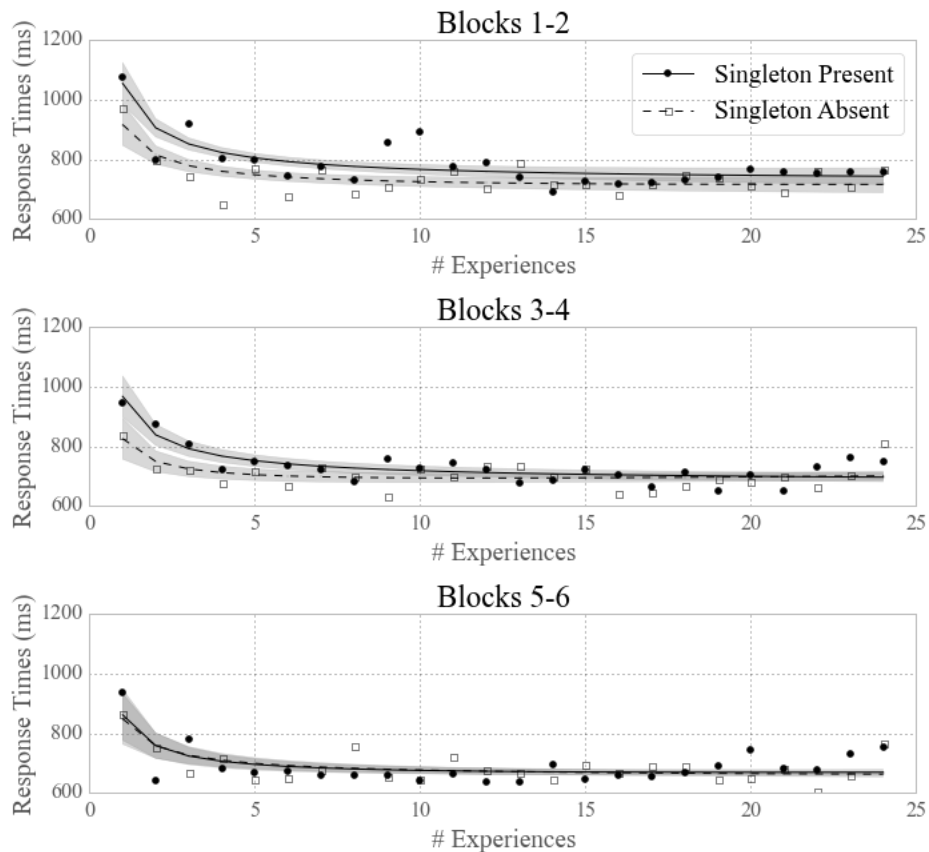 Blocks 1-2
1200
1000
800
600
Response Times (ms)
Singleton Present
Singleton Absent
0 5 10 15 20 25
# Experiences
Blocks 3-4
1200
1000
800
600
Response Times (ms)
0 5 10 15 20 25
# Experiences
Blocks 5-6
1200
1000
800
600
Response Times (ms)
0 5 10 15 20 25
# Experiences